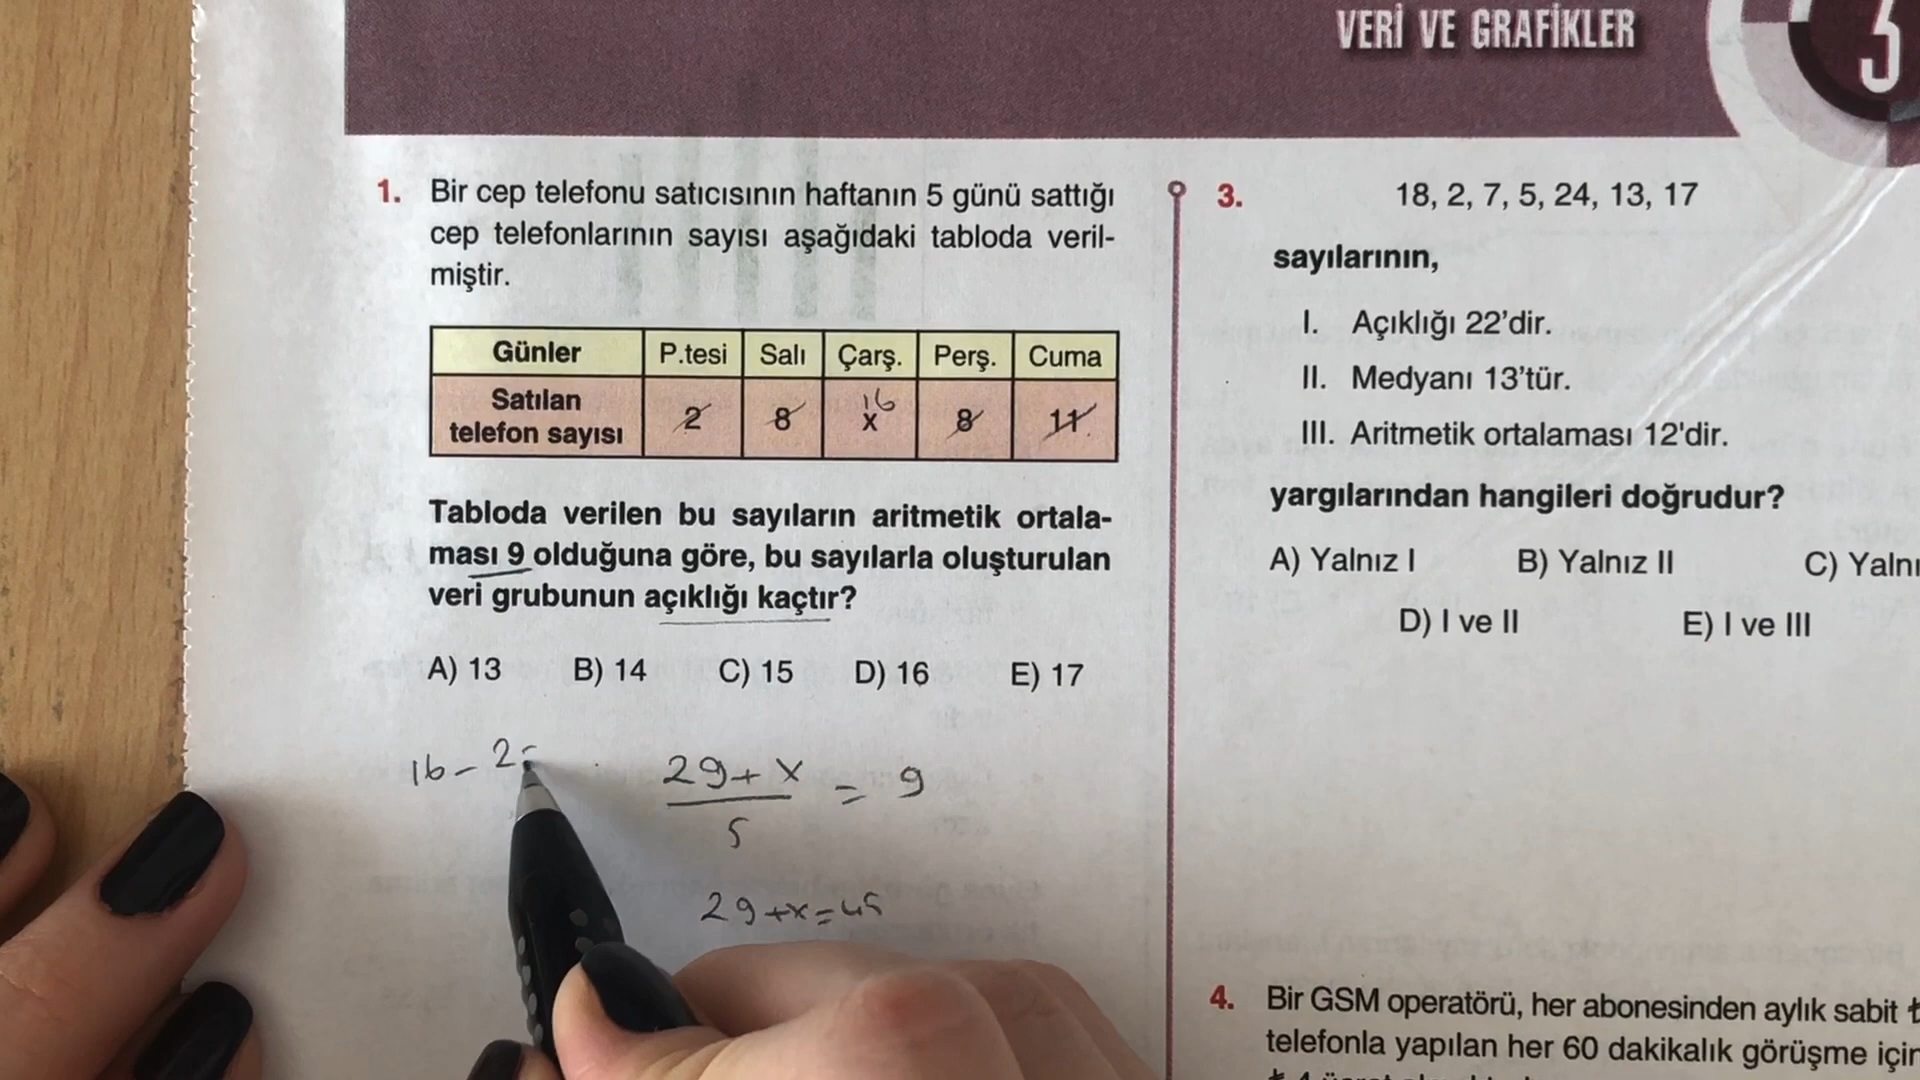 VERİ VE GRAFİKLER
3
1. Bir cep telefonu satıcısının haftanın 5 günü sattığı
cep telefonlarının sayısı aşağıdaki tabloda veril-
miştir.
Günler P.tesi Salı Çarş. Perş. Cuma
16
Satılan
telefon sayısı 2 8 x 8 11
Tabloda verilen bu sayıların aritmetik ortala-
ması 9 olduğuna göre, bu sayılarla oluşturulan
veri grubunun açıklığı kaçtır?
A) 13 B) 14 C) 15 D) 16 E) 17
16 - 2
29+x = 9
5
29+x=45
3. 18, 2, 7, 5, 24, 13, 17
sayılarının,
I. Açıklığı 22'dir.
II. Medyanı 13'tür.
III. Aritmetik ortalaması 12'dir.
yargılarından hangileri doğrudur?
A) Yalnız I B) Yalnız II C)
D) I ve II E) I ve III
4. Bir GSM operatörü, her abonesinden aylık sabit
telefonla yapılan her 60 dakikalık görüşme için